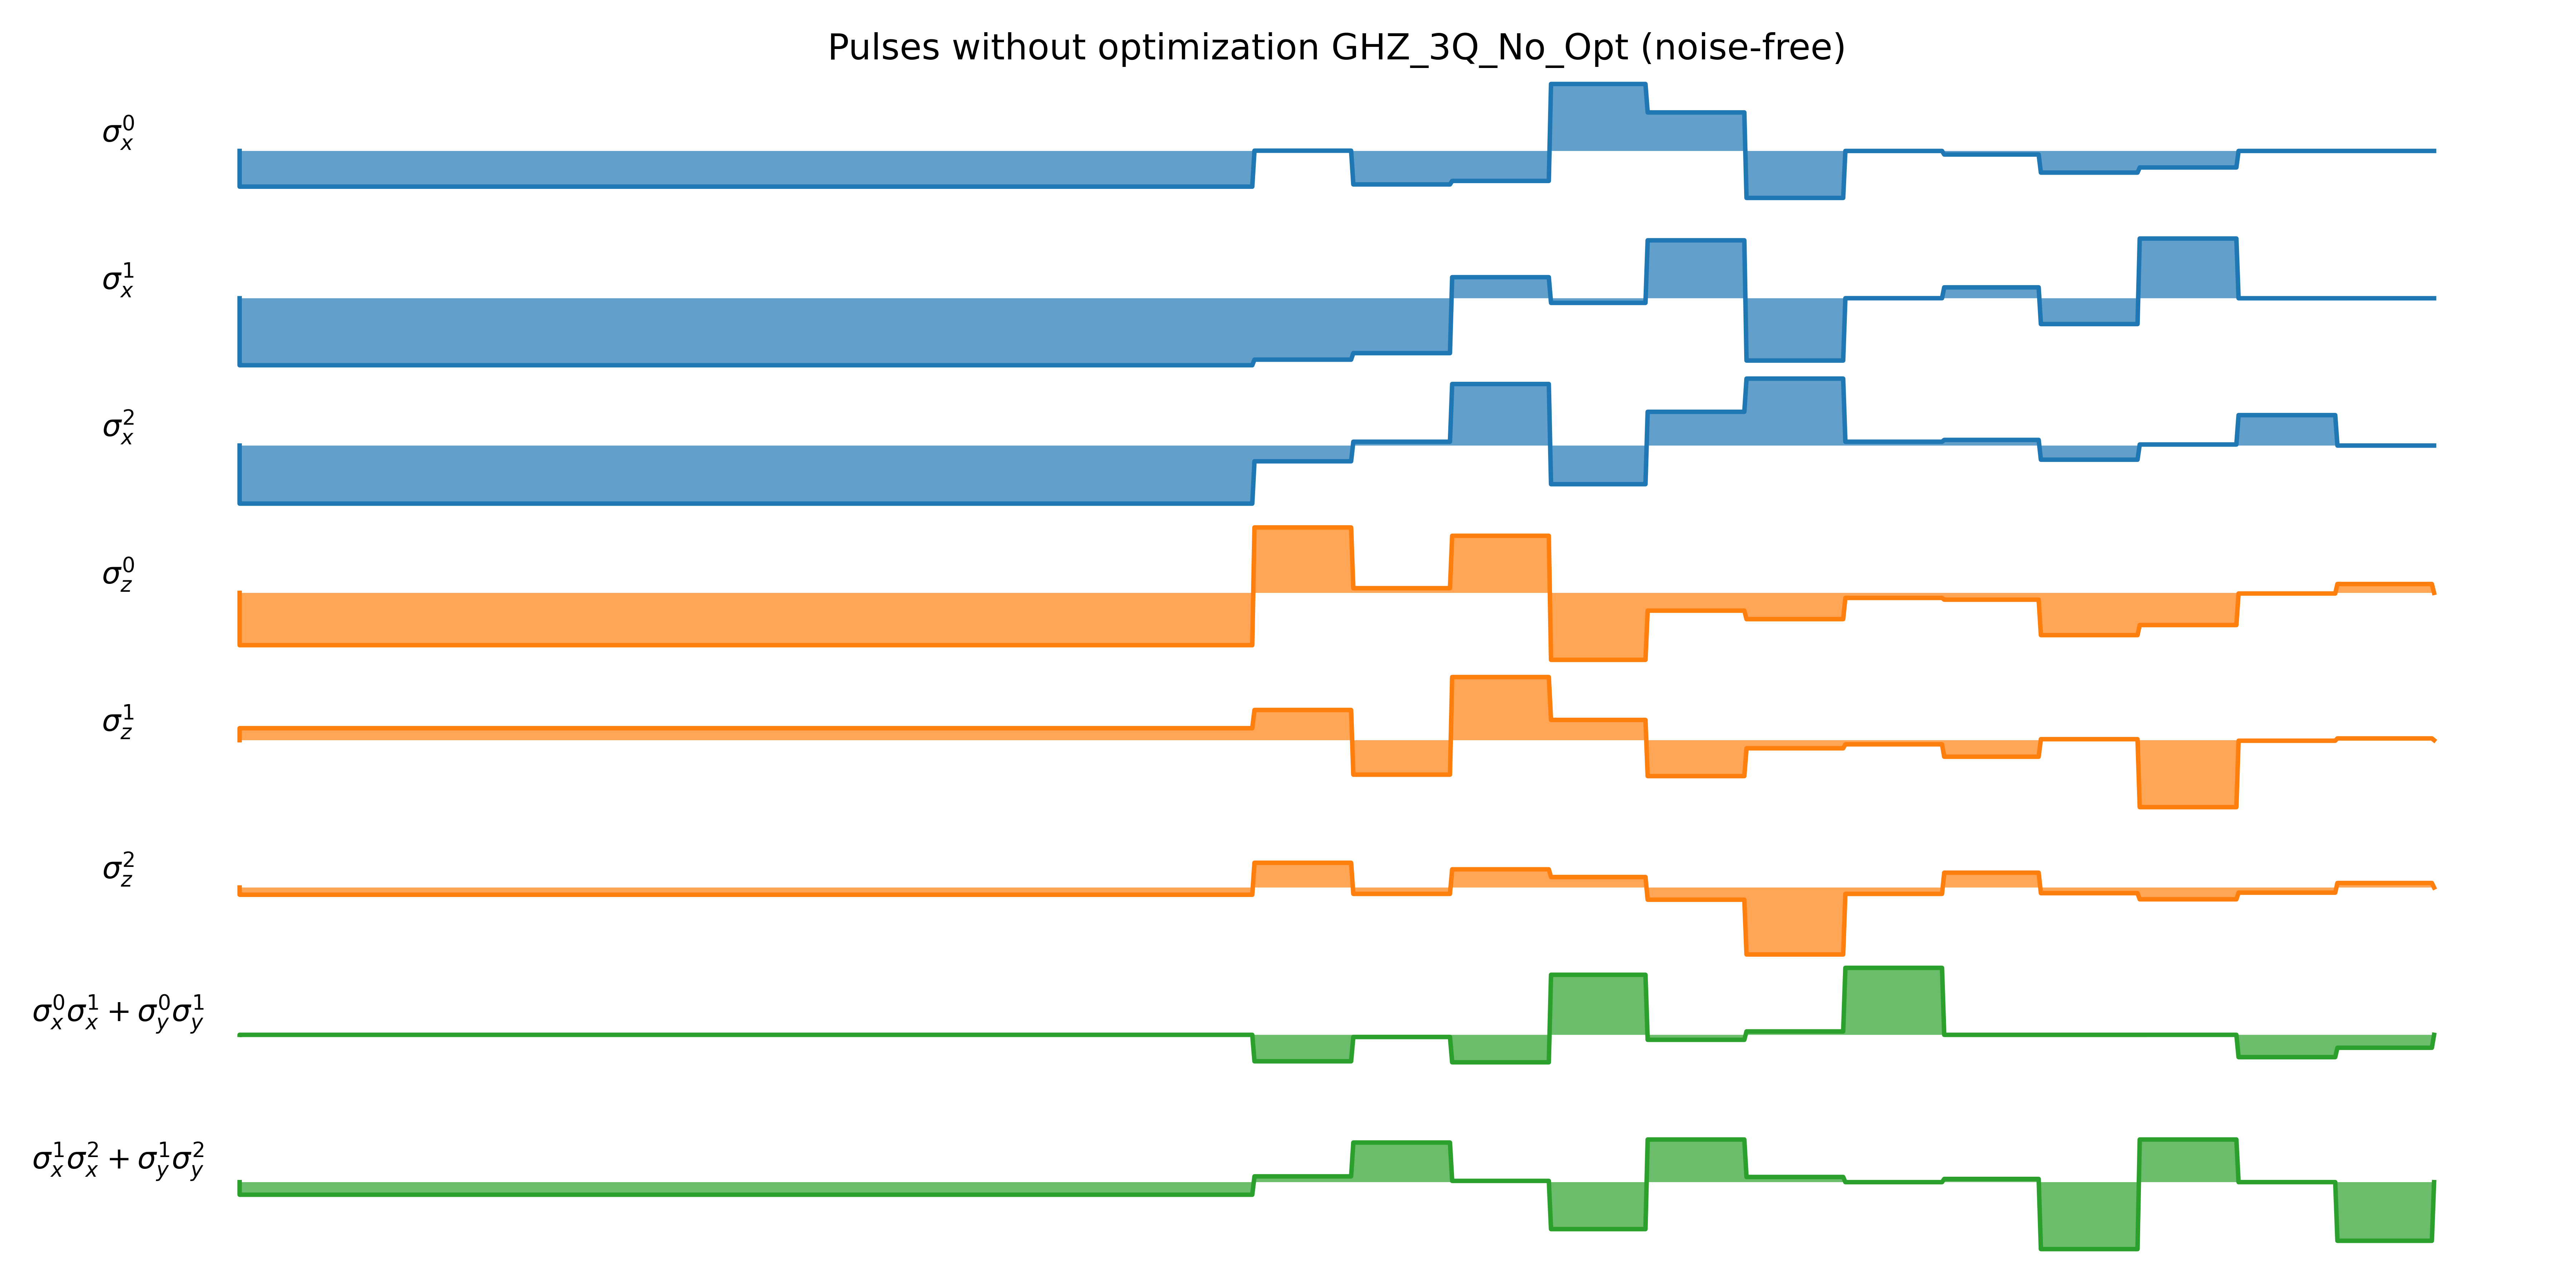 Pulses without optimization GHZ_3Q_No_Opt (noise-free)
σ_x^0
σ_x^1
σ_x^2
σ_z^0
σ_z^1
σ_z^2
σ_x^0σ_x^1 + σ_y^0σ_y^1
σ_x^1σ_x^2 + σ_y^1σ_y^2